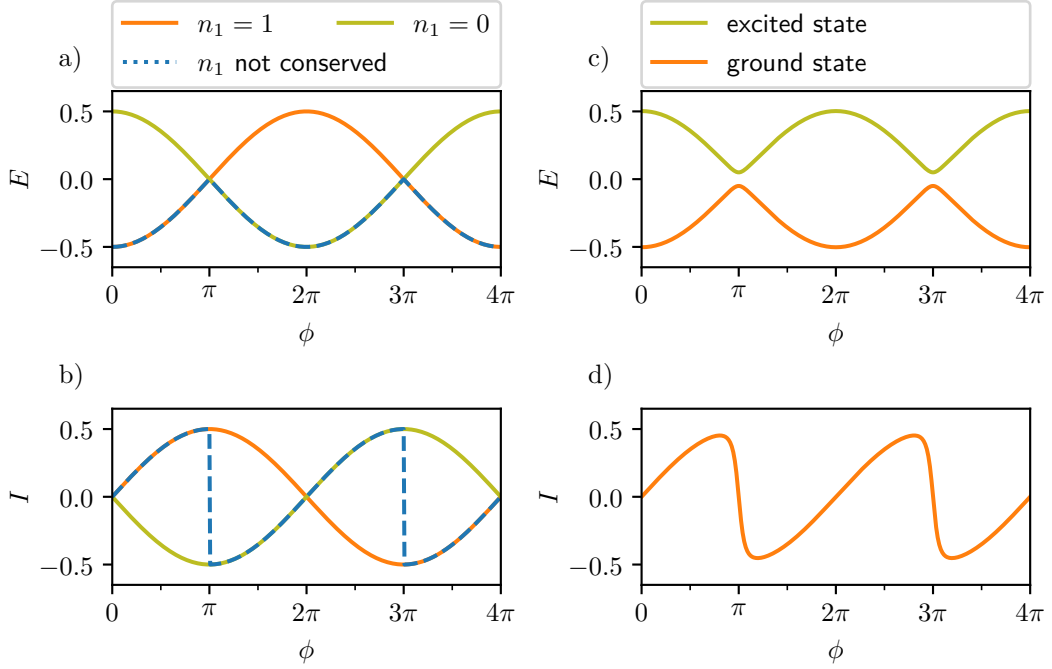 n₁ = 1
n₁ = 0
n₁ not conserved
excited state
ground state
a)
0.5
0.0
−0.5
E
0
π
2π
3π
4π
ϕ
c)
0.5
0.0
−0.5
E
0
π
2π
3π
4π
ϕ
b)
0.5
0.0
−0.5
I
0
π
2π
3π
4π
ϕ
d)
0.5
0.0
−0.5
I
0
π
2π
3π
4π
ϕ